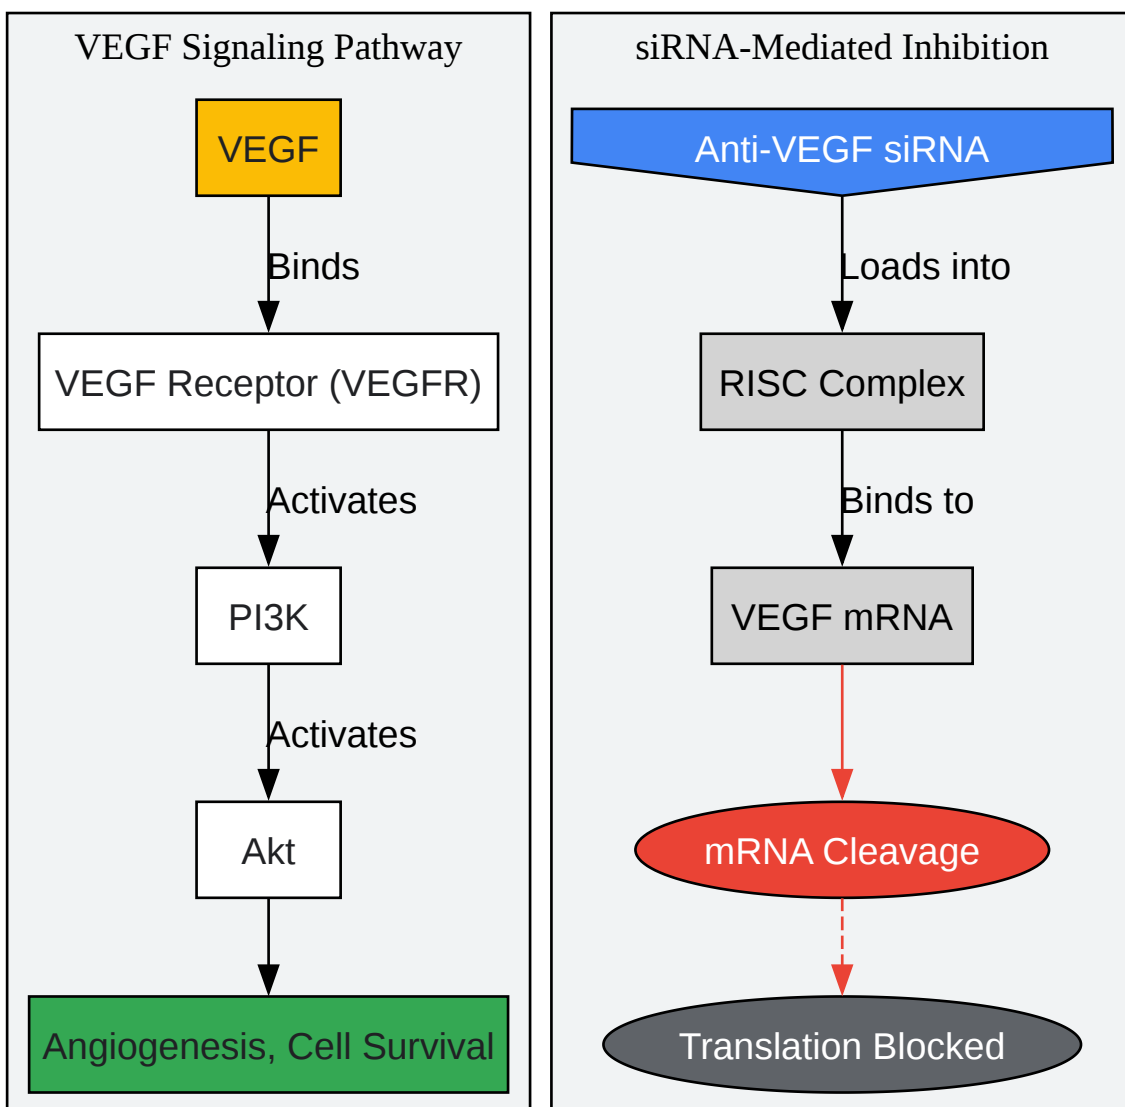 VEGF Signaling Pathway
VEGF
Binds
VEGF Receptor (VEGFR)
Activates
PI3K
Activates
Akt
Angiogenesis, Cell Survival
siRNA-Mediated Inhibition
Anti-VEGF siRNA
Loads into
RISC Complex
Binds to
VEGF mRNA
mRNA Cleavage
Translation Blocked